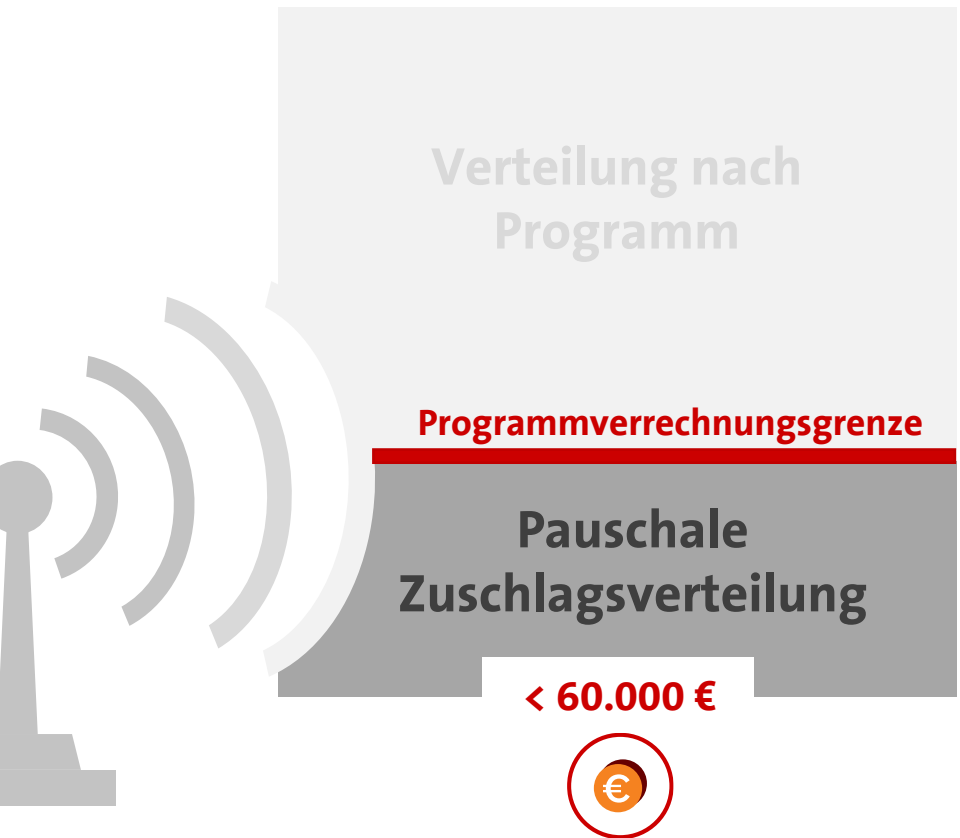 Verteilung nach
Programm
Programmverrechnungsgrenze
Pauschale
Zuschlagsverteilung
< 60.000 €
€